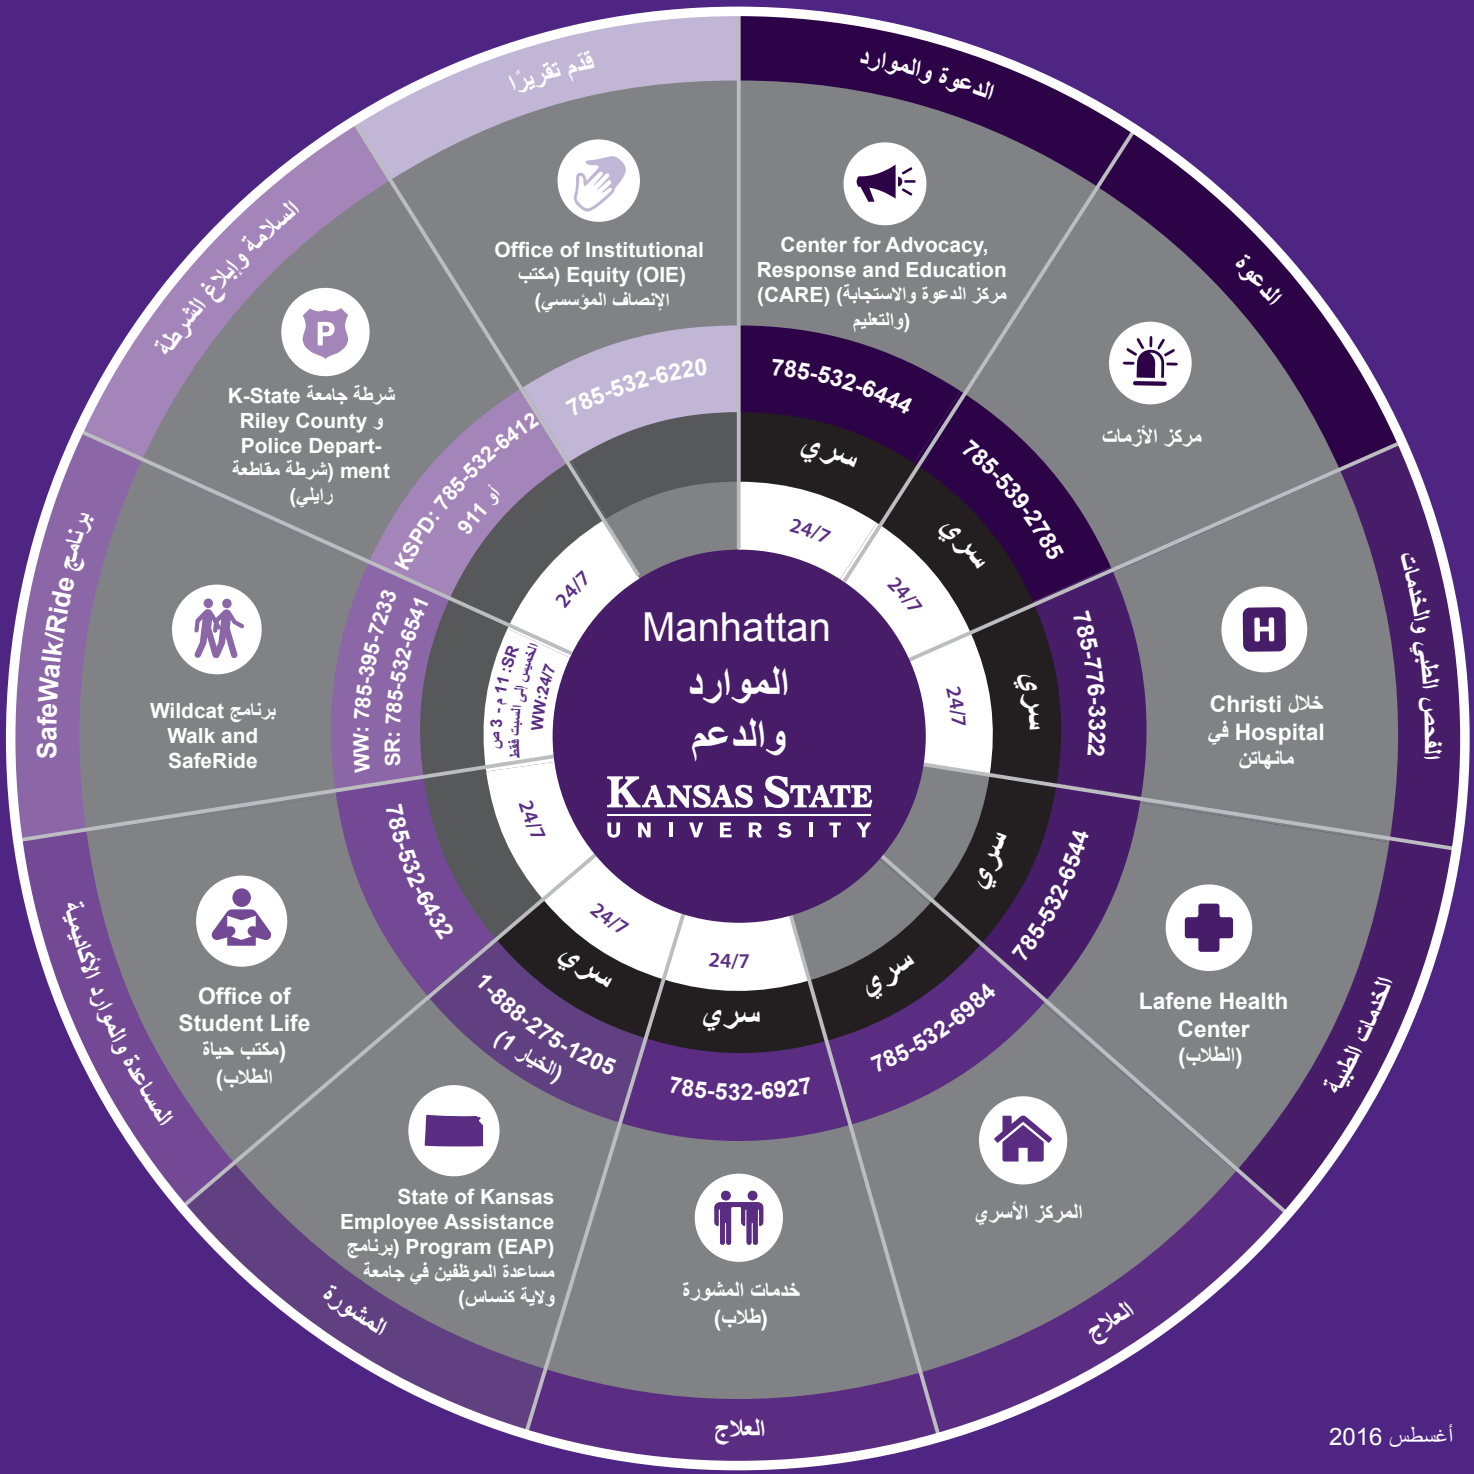 الدعوة والموارد
Center for Advocacy,
Response and Education
(CARE) (مركز الدعوة والاستجابة
والتعليم)
785-532-6444
سري
24/7
الدعوة
مركز الأزمات
785-539-2785
سري
24/7
الفحص الطبي والخدمات
خلال Christi
Hospital في
مانهاتن
785-776-3322
سري
24/7
الخدمات الطبية
Lafene Health
Center
(الطلاب)
785-532-6544
سري
العلاج
المركز الأسري
785-532-6984
سري
العلاج
خدمات المشورة
(طلاب)
785-532-6927
سري
24/7
المشورة
State of Kansas
Employee Assistance
Program (EAP) (برنامج
مساعدة الموظفين في جامعة
ولاية كنساس)
1-888-275-1205
(الخيار 1)
سري
24/7
المساعدة والموارد الأكاديمية
Office of
Student Life
(مكتب حياة
الطلاب)
785-532-6432
24/7
برنامج SafeWalk/Ride
برنامج Wildcat
Walk and
SafeRide
WW: 785-395-7233
SR: 785-532-6541
SR: 11 م - 3 ص
الخميس إلى السبت فقط
WW:24/7
السلامة وإبلاغ الشرطة
شرطة جامعة K-State
و Riley County
Police Depart-
ment (شرطة مقاطعة
رايلي)
KSPD: 785-532-6412
أو 911
24/7
قدّم تقريرًا
Office of Institutional
Equity (OIE) (مكتب
الإنصاف المؤسسي)
785-532-6220
Manhattan
الموارد
والدعم
KANSAS STATE
UNIVERSITY
P
H
أغسطس 2016